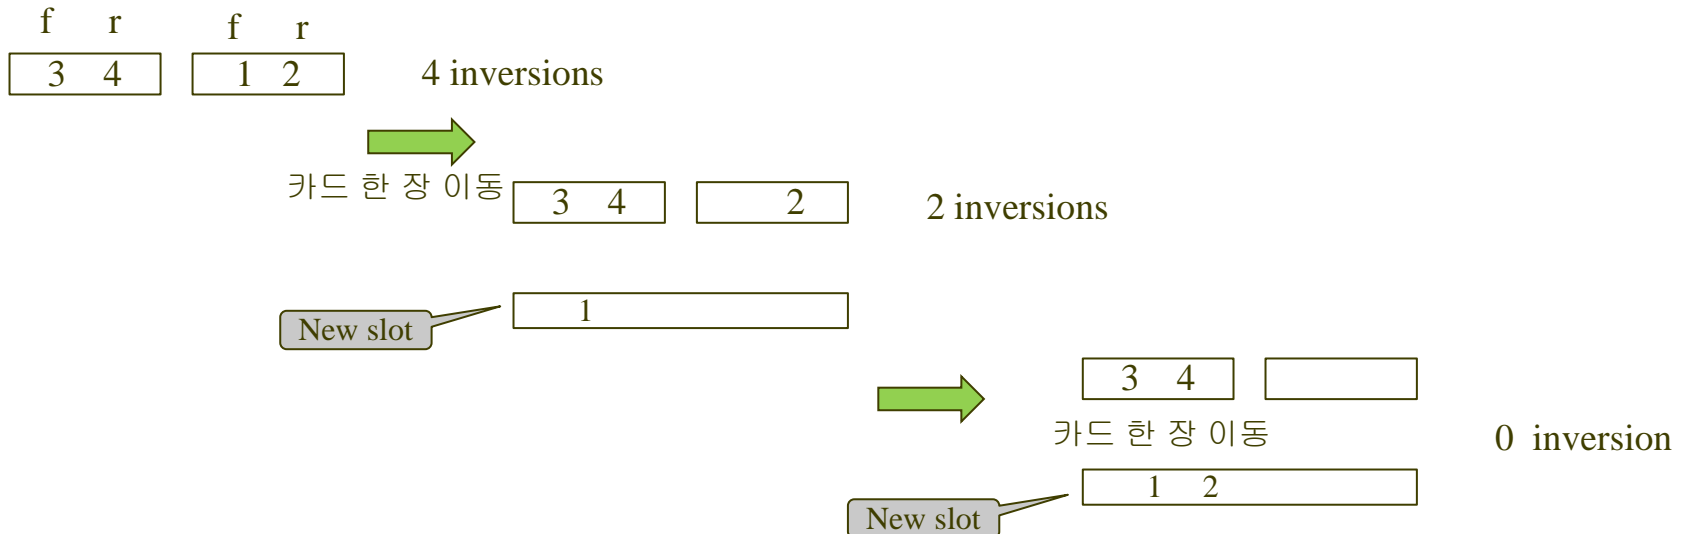 f r f r
3 4 1 2 4 inversions
카드 한 장 이동
3 4 2 2 inversions
1
New slot
3 4
카드 한 장 이동
0 inversion
1 2
New slot